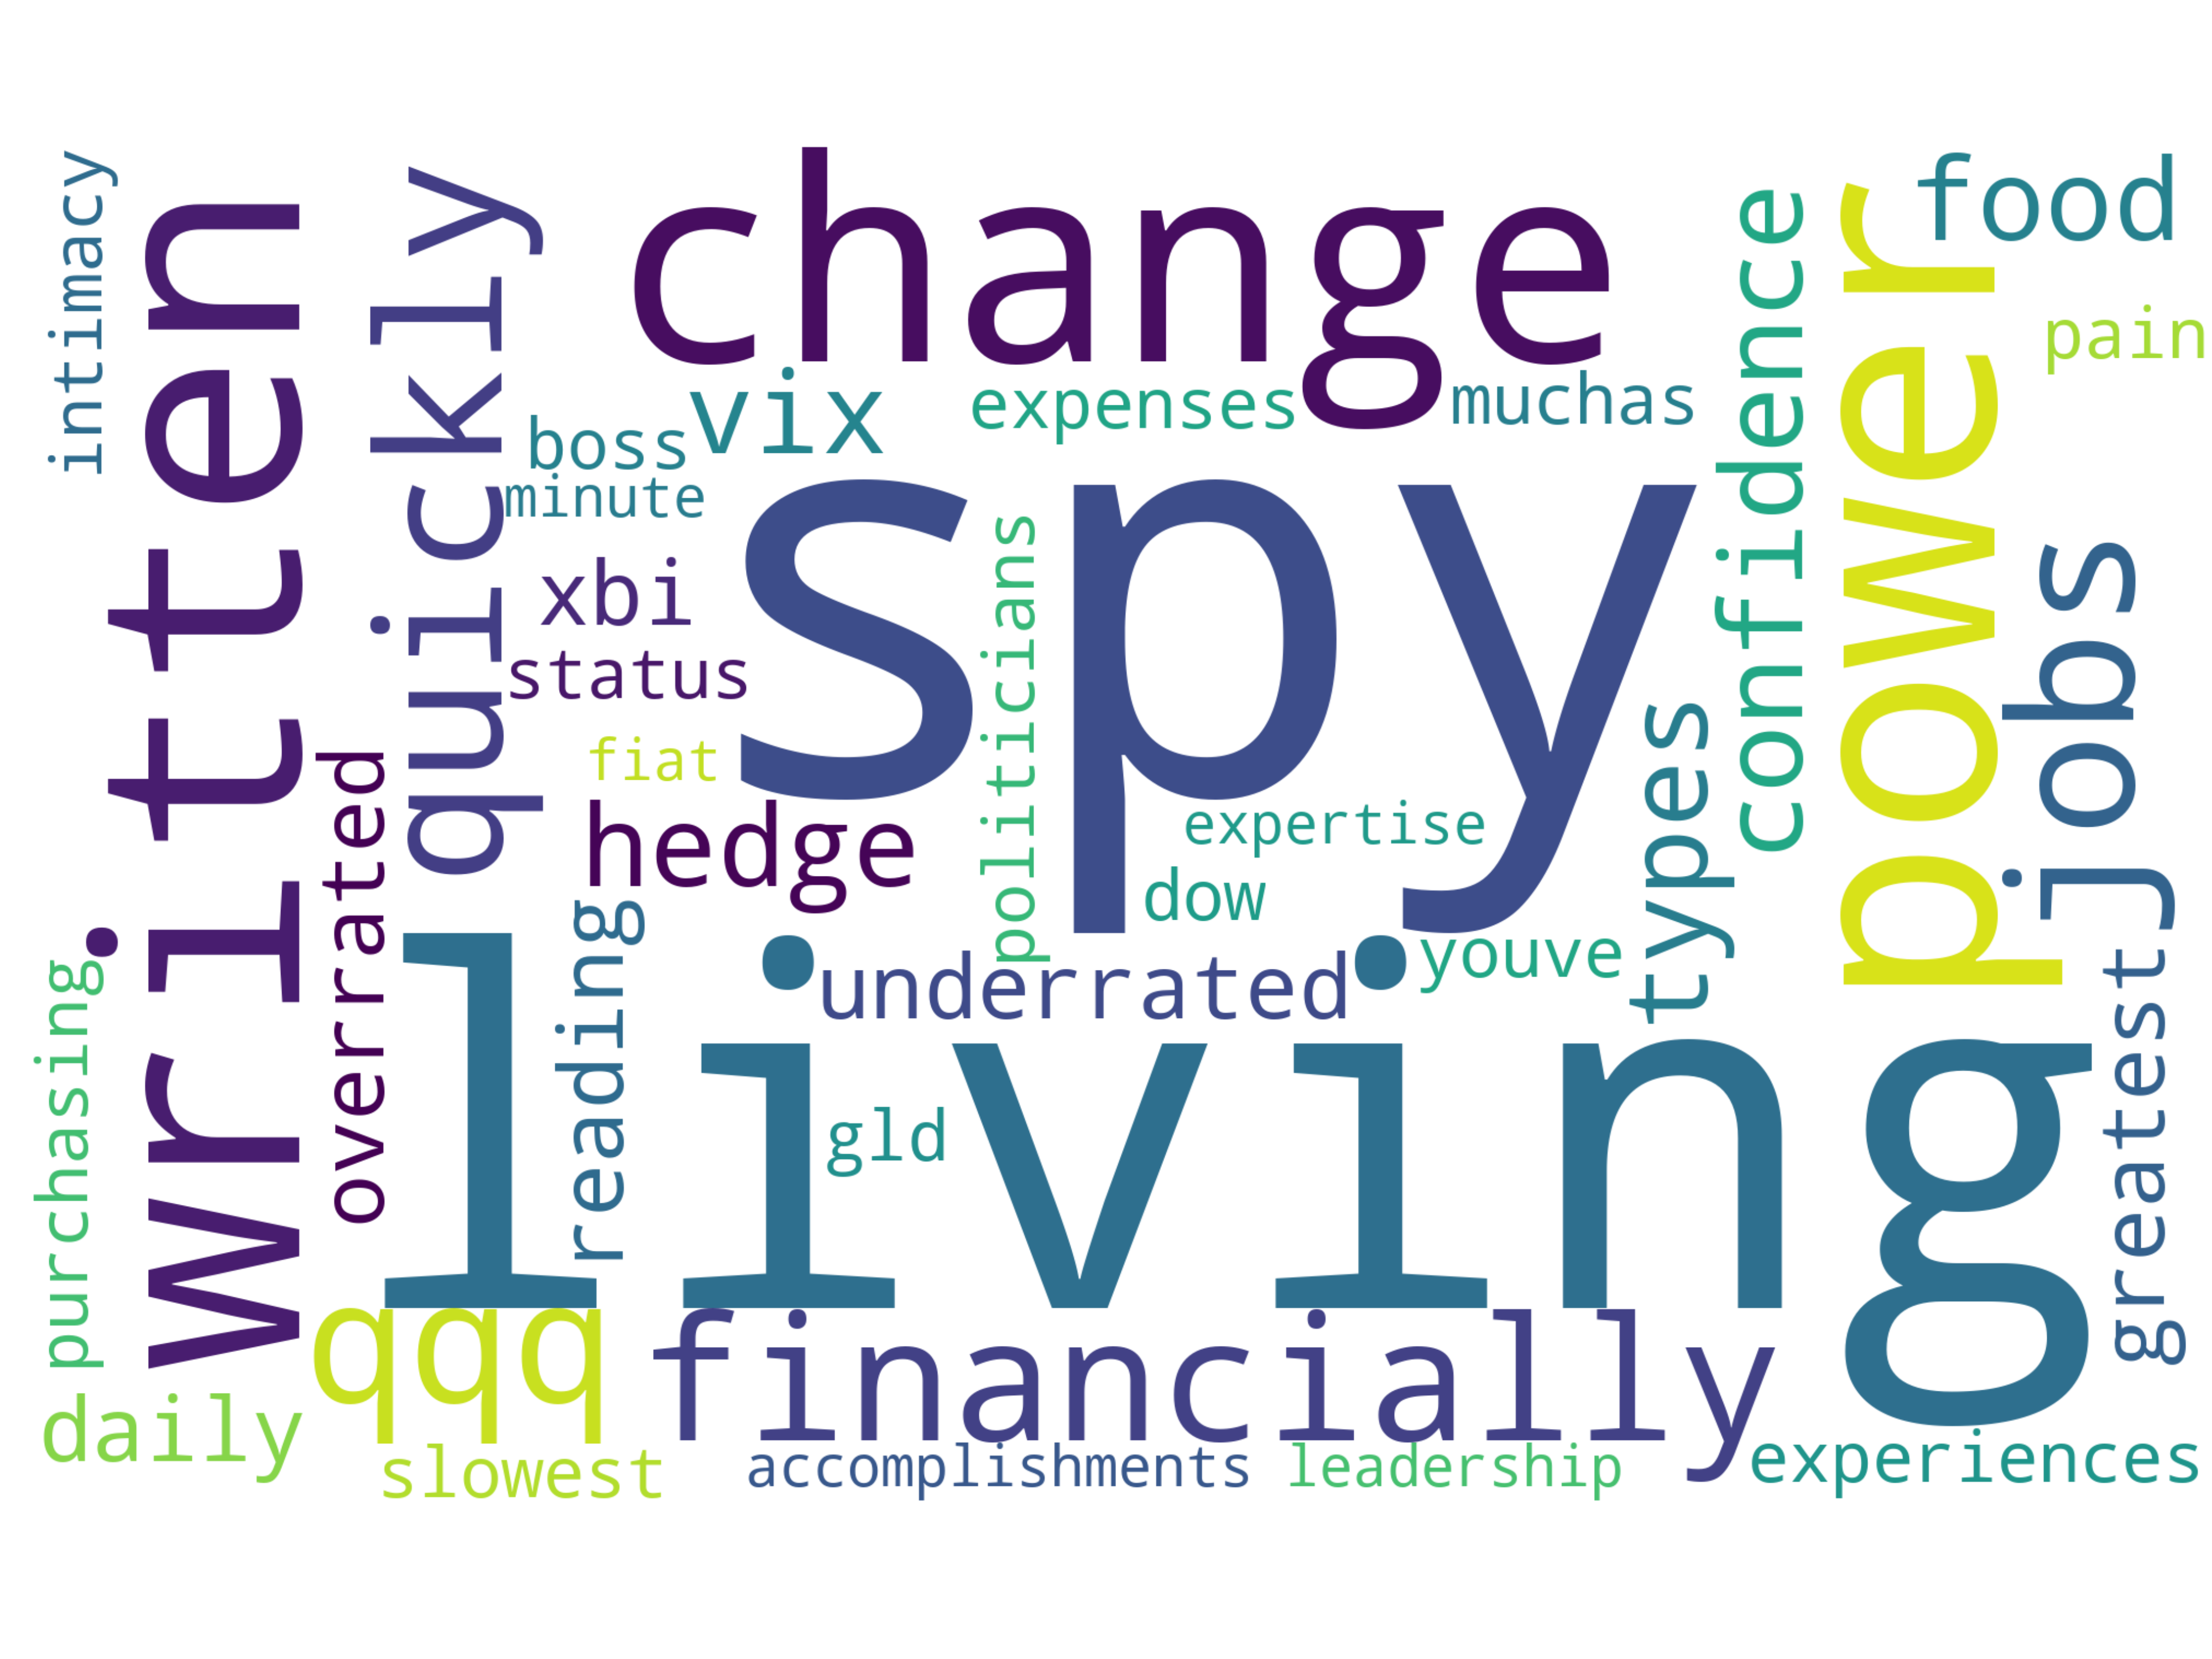 intimacy
written
quickly
change
food
pain
power
confidence
vix
expenses
muchas
boss
minute
spy
xbi
status
politicians
jobs
types
fiat
hedge
expertise
dow
overrated
reading
underrated
youve
living
gld
purchasing
greatest
qqq
financially
daily
slowest
accomplishments
leadership
experiences